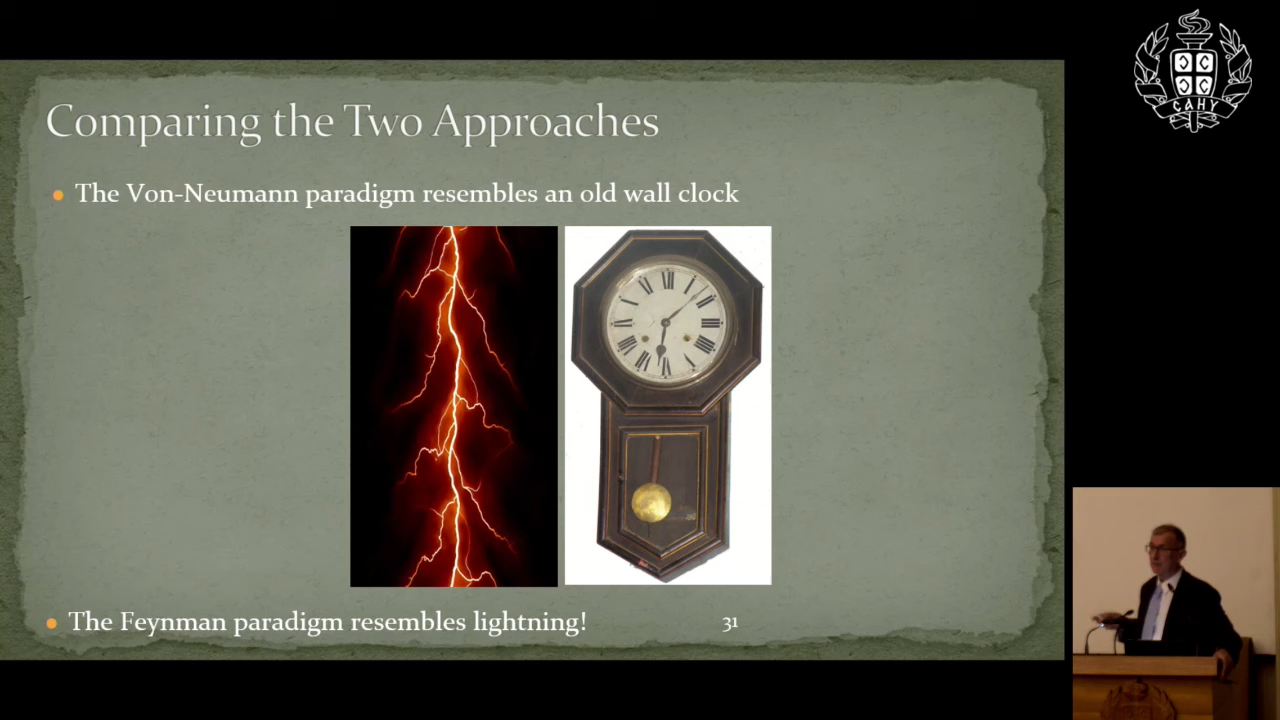 Comparing the Two Approaches
• The Von-Neumann paradigm resembles an old wall clock
• The Feynman paradigm resembles lightning!
31
С С
С С
САНУ